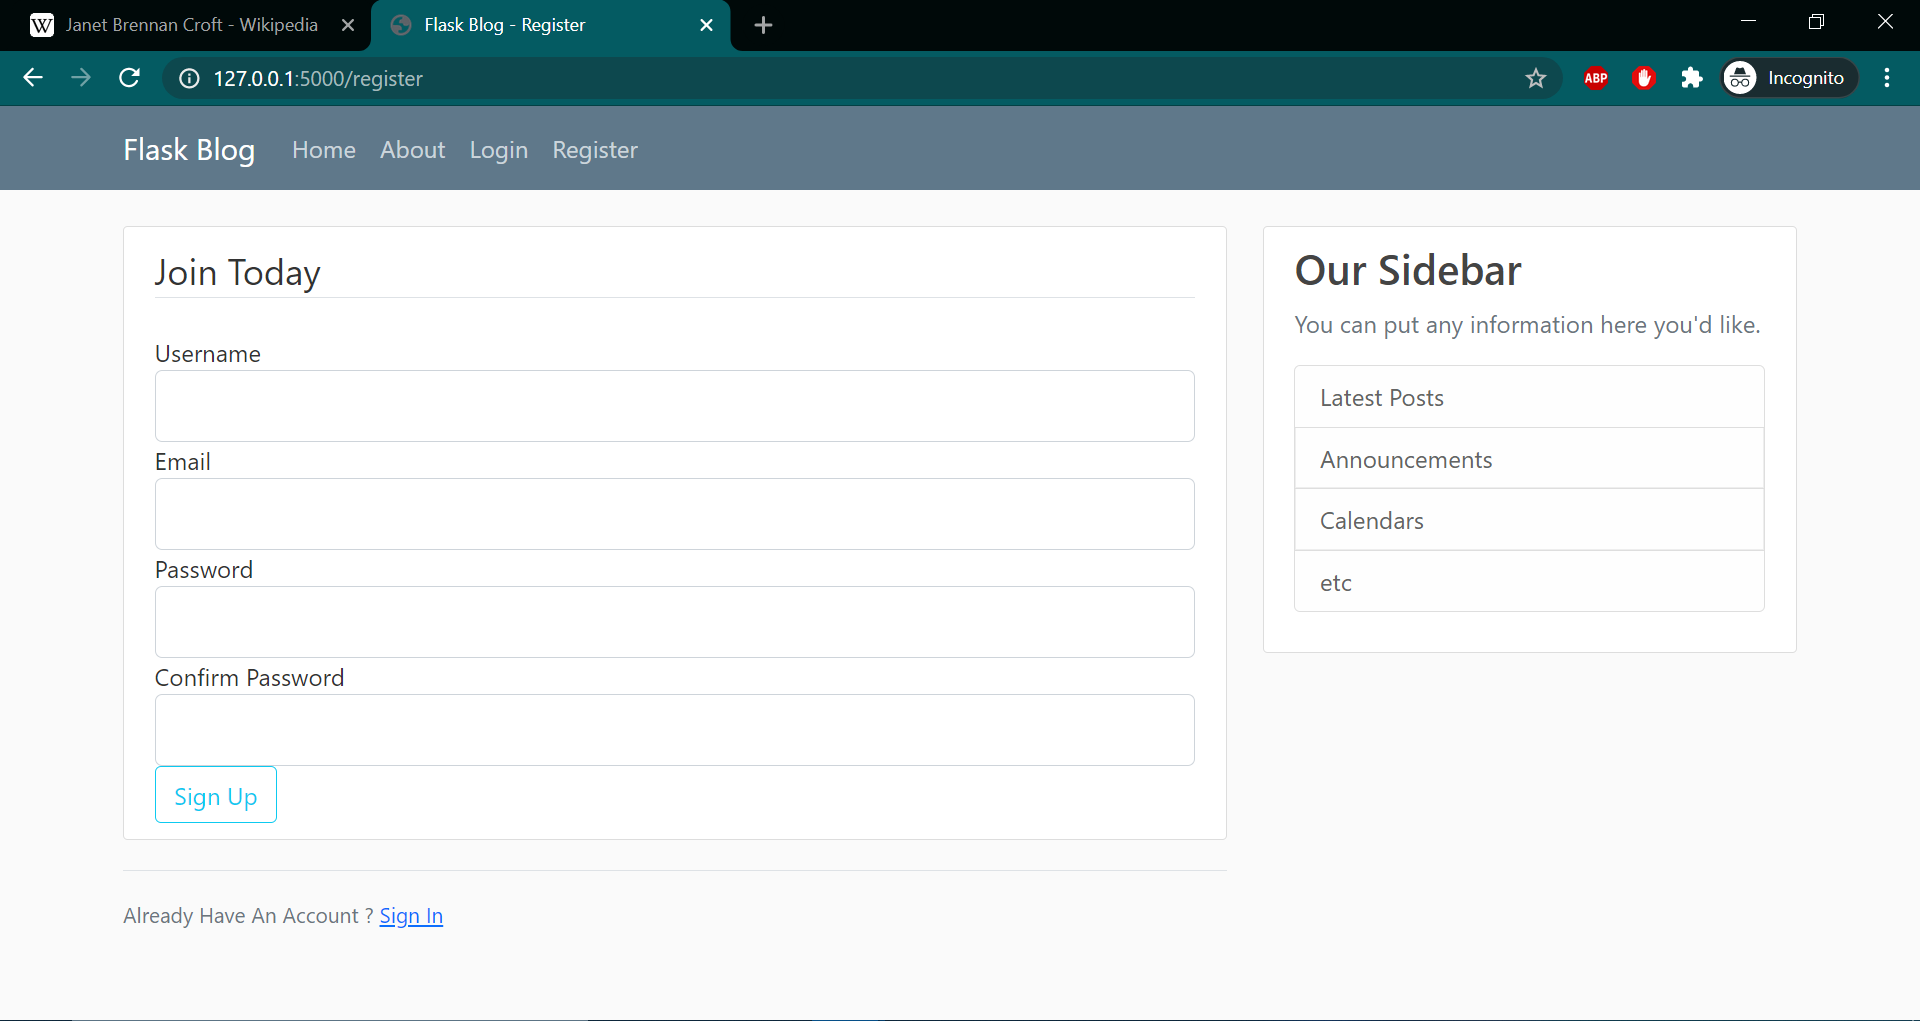 Janet Brennan Croft - Wikipedia
Flask Blog - Register
127.0.0.1:5000/register
ABP
Incognito
Flask Blog Home About Login Register
Join Today
Username
Email
Password
Confirm Password
Sign Up
Already Have An Account ? Sign In
Our Sidebar
You can put any information here you'd like.
Latest Posts
Announcements
Calendars
etc